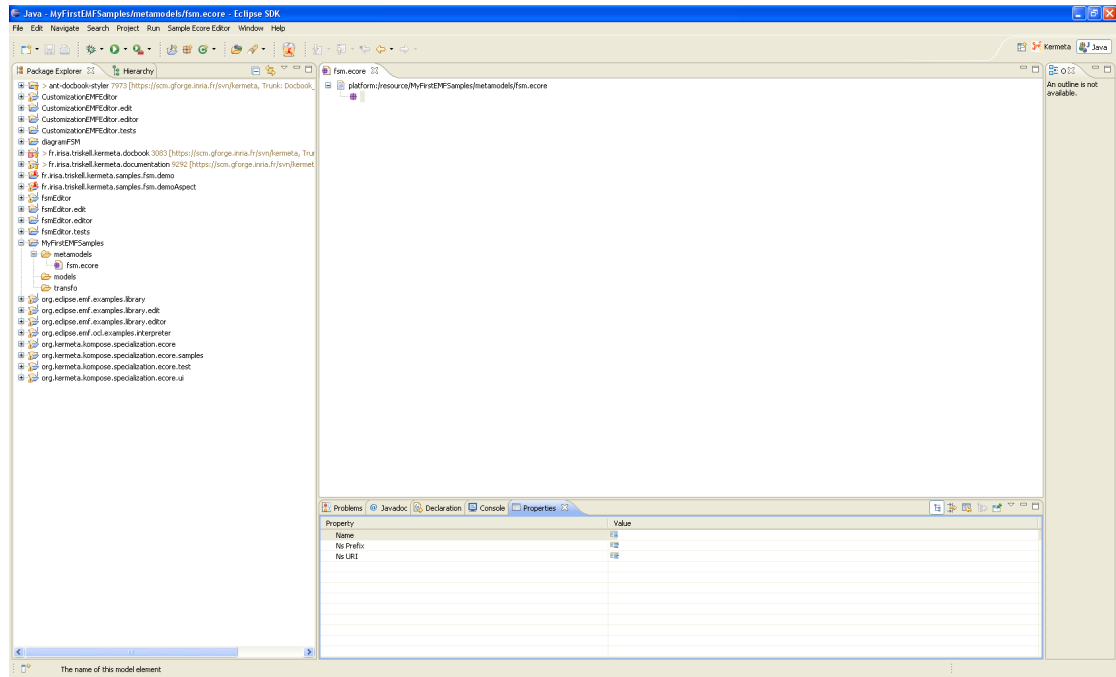 Java - MyFirstEMFSamples/metamodels/fsm.ecore - Eclipse SDK
File Edit Navigate Search Project Run Sample Ecore Editor Window Help
Kermeta Java
Package Explorer Hierarchy
> ant-docbook-styler 7973 [https://scm.gforge.inria.fr/svn/kermeta, Trunk: Docbook_
CustomizationEMFEditor
CustomizationEMFEditor.edit
CustomizationEMFEditor.editor
CustomizationEMFEditor.tests
diagramFSM
> fr.irisa.triskell.kermeta.docbook 3083 [https://scm.gforge.inria.fr/svn/kermeta, Trun
> fr.irisa.triskell.kermeta.documentation 9292 [https://scm.gforge.inria.fr/svn/kermet
fr.irisa.triskell.kermeta.samples.fsm.demo
fr.irisa.triskell.kermeta.samples.fsm.demoAspect
fsmEditor
fsmEditor.edit
fsmEditor.editor
fsmEditor.tests
MyFirstEMFSamples
metamodels
fsm.ecore
models
transfo
org.eclipse.emf.examples.library
org.eclipse.emf.examples.library.edit
org.eclipse.emf.examples.library.editor
org.eclipse.emf.ocl.examples.interpreter
org.kermeta.kompose.specialization.ecore
org.kermeta.kompose.specialization.ecore.samples
org.kermeta.kompose.specialization.ecore.test
org.kermeta.kompose.specialization.ecore.ui
fsm.ecore
platform:/resource/MyFirstEMFSamples/metamodels/fsm.ecore
An outline is not
available.
Problems Javadoc Declaration Console Properties
Property Value
Name
Ns Prefix
Ns URI
The name of this model element